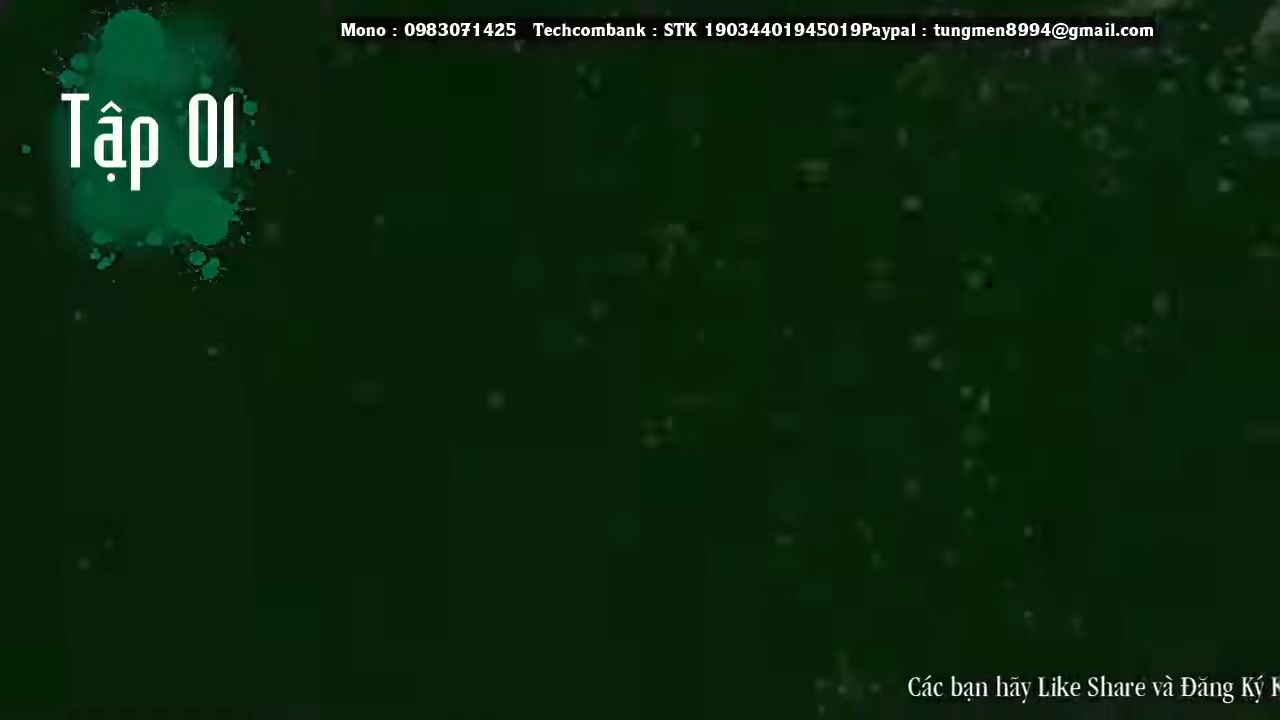 Mono : 0983071425 Techcombank : STK 19034401945019Paypal : tungmen8994@gmail.com
Tập 01
Các bạn hãy Like Share và Đăng Ký K